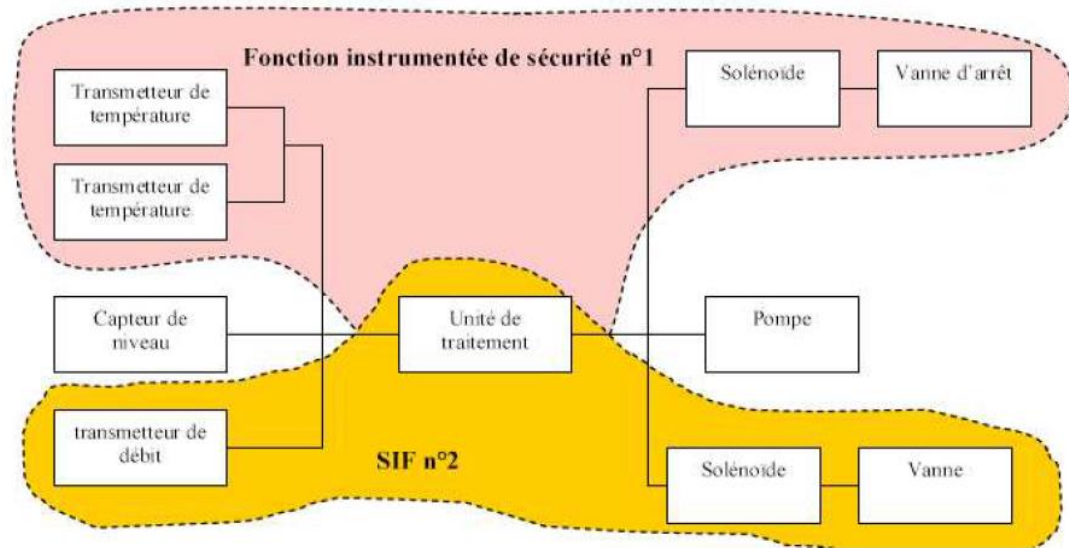 Fonction instrumentée de sécurité n°1
Transmetteur de
température
Transmetteur de
température
Solénoïde
Vanne d'arrêt
Capteur de
niveau
Unité de
traitement
Pompe
transmetteur de
débit
SIF n°2
Solénoïde
Vanne